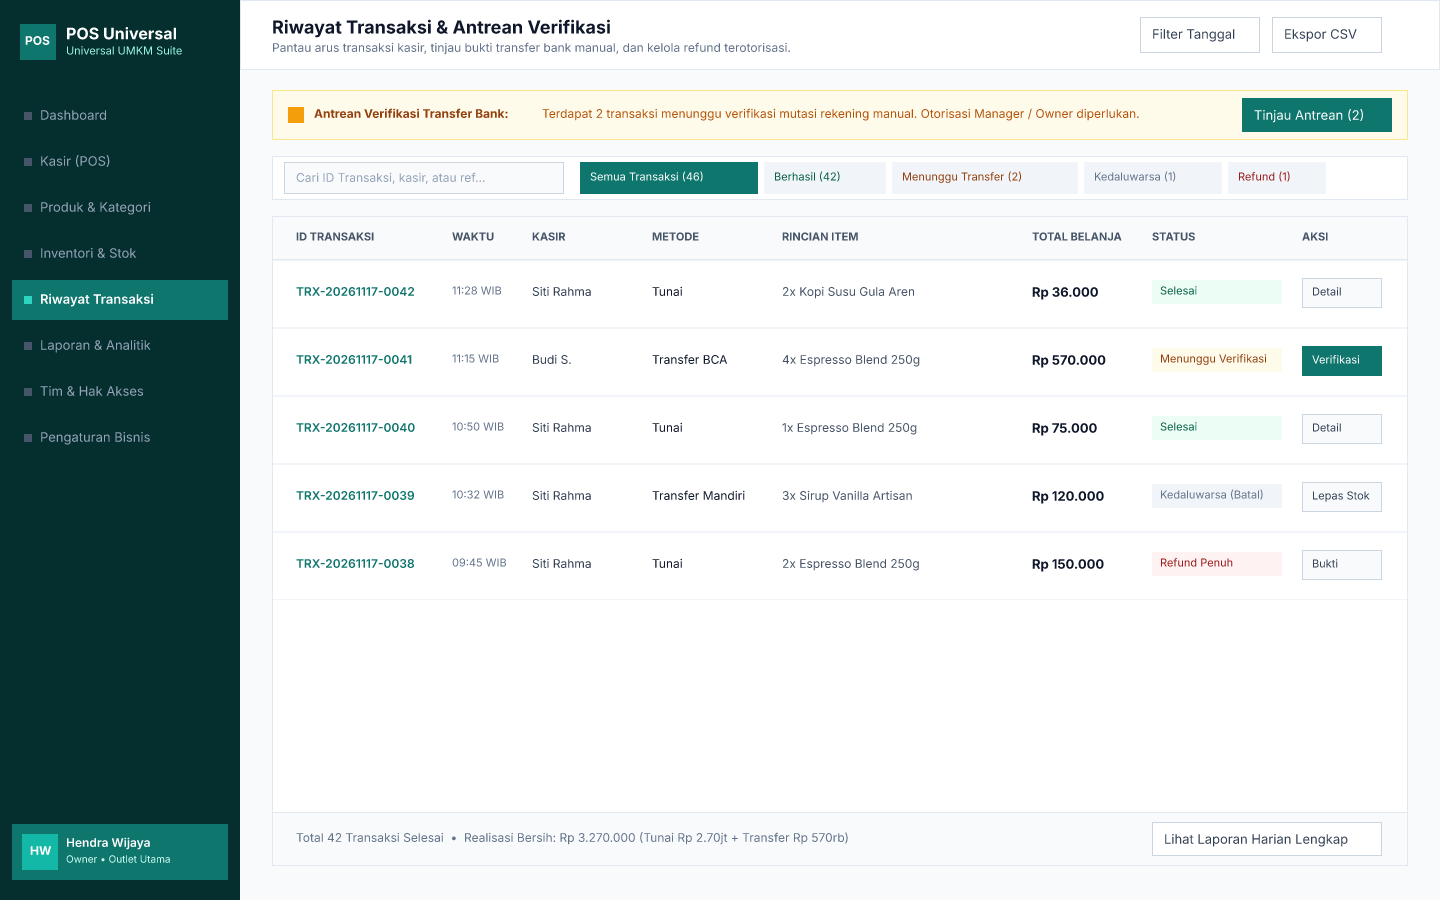 POS
POS Universal
Universal UMKM Suite
Dashboard
Kasir (POS)
Produk & Kategori
Inventori & Stok
Riwayat Transaksi
Laporan & Analitik
Tim & Hak Akses
Pengaturan Bisnis
HW
Hendra Wijaya
Owner • Outlet Utama
Riwayat Transaksi & Antrean Verifikasi
Pantau arus transaksi kasir, tinjau bukti transfer bank manual, dan kelola refund terotorisasi.
Filter Tanggal
Ekspor CSV
Antrean Verifikasi Transfer Bank: Terdapat 2 transaksi menunggu verifikasi mutasi rekening manual. Otorisasi Manager / Owner diperlukan.
Tinjau Antrean (2)
Cari ID Transaksi, kasir, atau ref...
Semua Transaksi (46)
Berhasil (42)
Menunggu Transfer (2)
Kedaluwarsa (1)
Refund (1)
ID TRANSAKSI WAKTU KASIR METODE RINCIAN ITEM TOTAL BELANJA STATUS AKSI
TRX-20261117-0042 11:28 WIB Siti Rahma Tunai 2x Kopi Susu Gula Aren Rp 36.000 Selesai Detail
TRX-20261117-0041 11:15 WIB Budi S. Transfer BCA 4x Espresso Blend 250g Rp 570.000 Menunggu Verifikasi Verifikasi
TRX-20261117-0040 10:50 WIB Siti Rahma Tunai 1x Espresso Blend 250g Rp 75.000 Selesai Detail
TRX-20261117-0039 10:32 WIB Siti Rahma Transfer Mandiri 3x Sirup Vanilla Artisan Rp 120.000 Kedaluwarsa (Batal) Lepas Stok
TRX-20261117-0038 09:45 WIB Siti Rahma Tunai 2x Espresso Blend 250g Rp 150.000 Refund Penuh Bukti
Total 42 Transaksi Selesai • Realisasi Bersih: Rp 3.270.000 (Tunai Rp 2.70jt + Transfer Rp 570rb)
Lihat Laporan Harian Lengkap